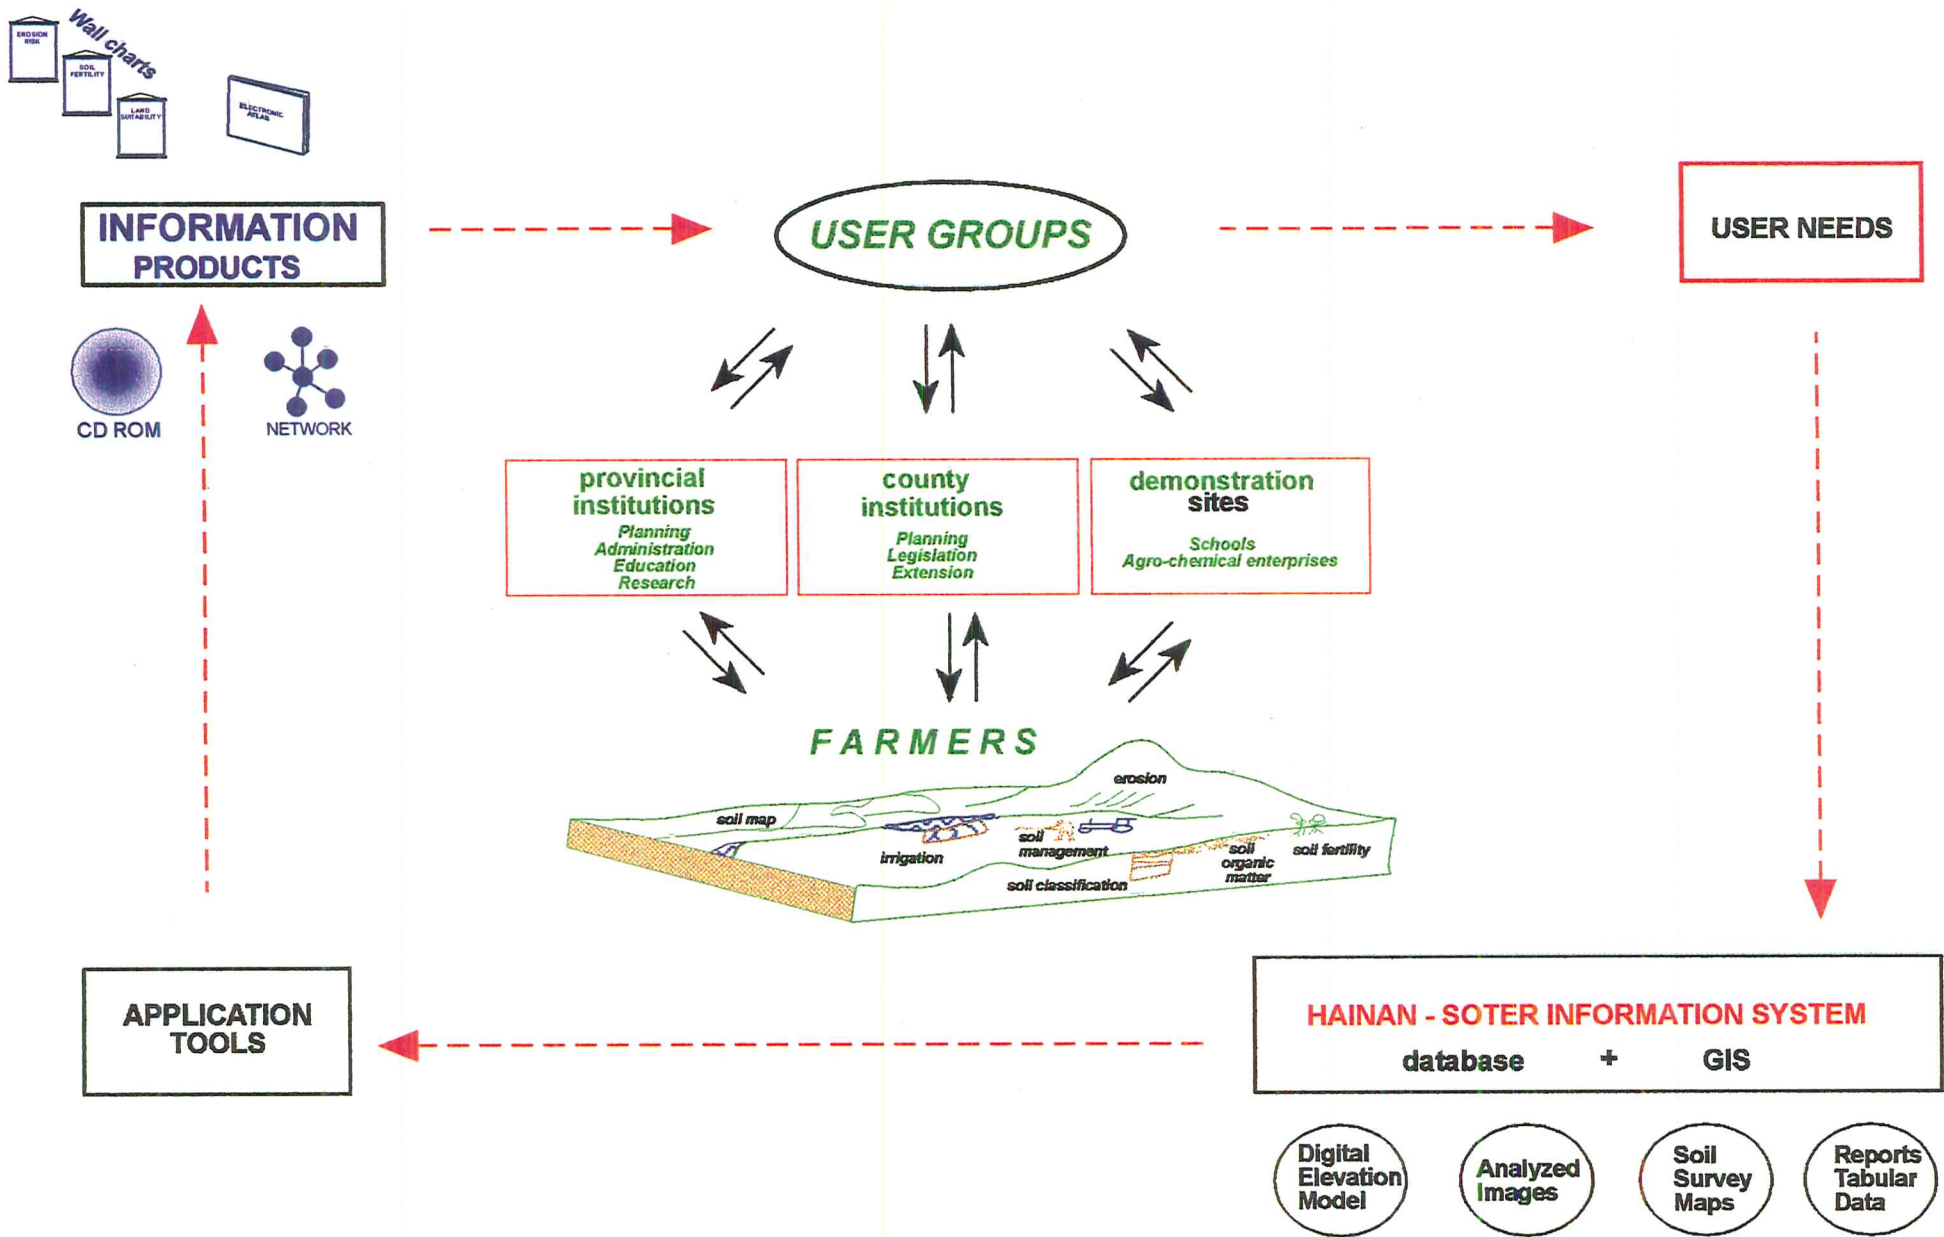 Wall charts
EROSION
RISK
SOIL
FERTILITY
LAND
SUITABILITY
ELECTRONIC
ATLAS
INFORMATION
PRODUCTS
CD ROM
NETWORK
USER GROUPS
USER NEEDS
provincial
institutions
Planning
Administration
Education
Research
county
institutions
Planning
Legislation
Extension
demonstration
sites
Schools
Agro-chemical enterprises
FARMERS
erosion
soil map
irrigation
soil
management
soil classification
soil
organic
matter
soil fertility
APPLICATION
TOOLS
HAINAN - SOTER INFORMATION SYSTEM
database + GIS
Digital
Elevation
Model
Analyzed
Images
Soil
Survey
Maps
Reports
Tabular
Data